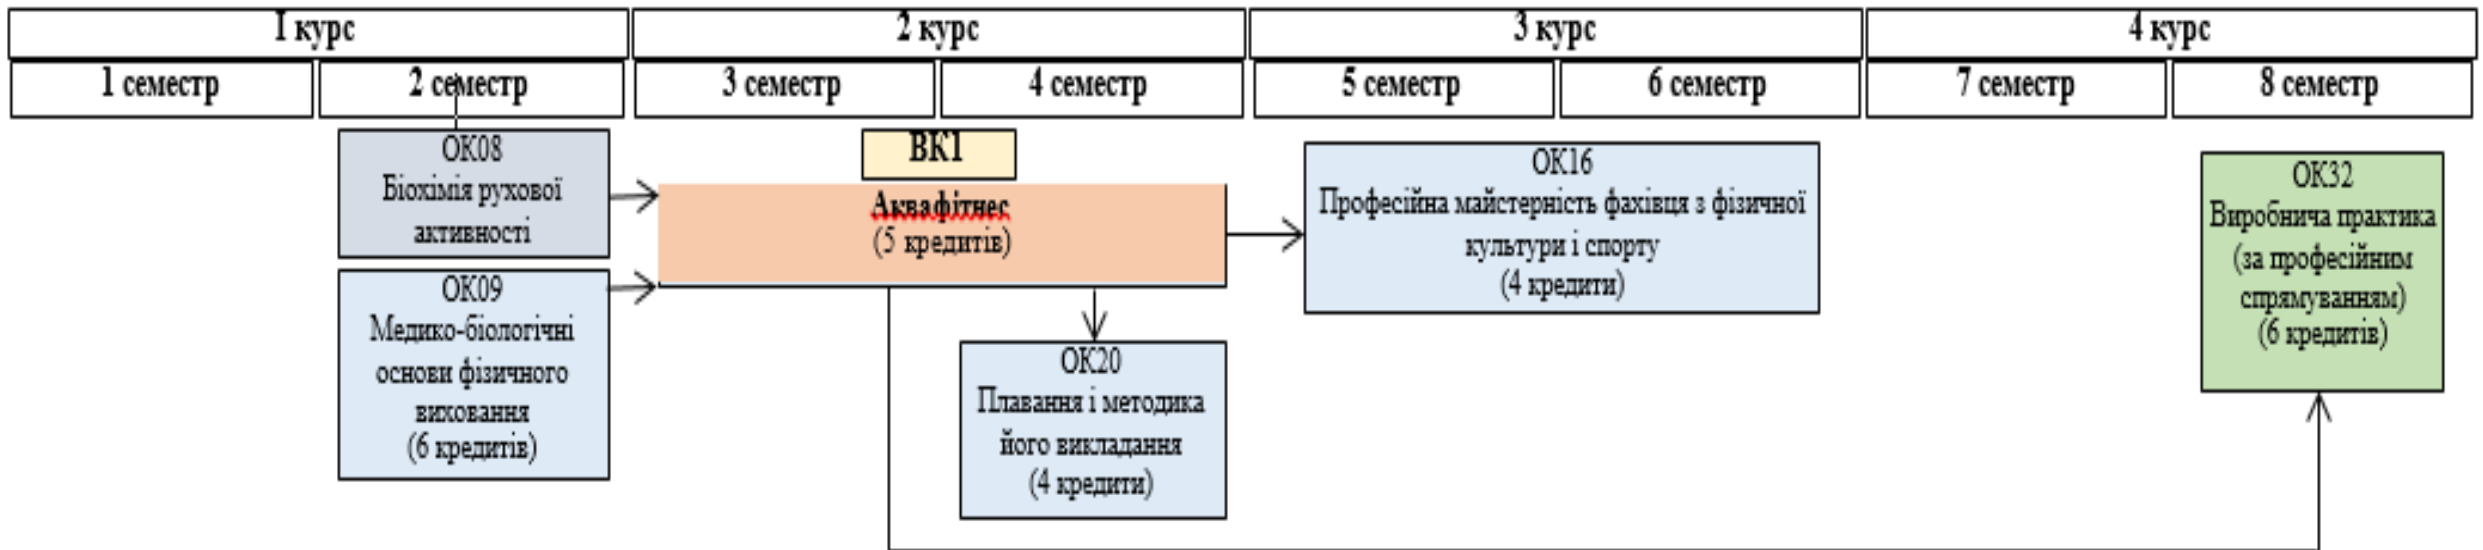 І курс
2 курс
3 курс
4 курс
1 семестр
2 семестр
3 семестр
4 семестр
5 семестр
6 семестр
7 семестр
8 семестр
ОК08
Біохімія рухової
активності
ОК09
Медико-біологічні
основи фізичного
виховання
(6 кредитів)
ВК1
Аквафітнес
(5 кредитів)
ОК20
Плавання і методика
його викладання
(4 кредити)
ОК16
Професійна майстерність фахівця з фізичної
культури і спорту
(4 кредити)
ОК32
Виробнича практика
(за професійним
спрямуванням)
(6 кредитів)